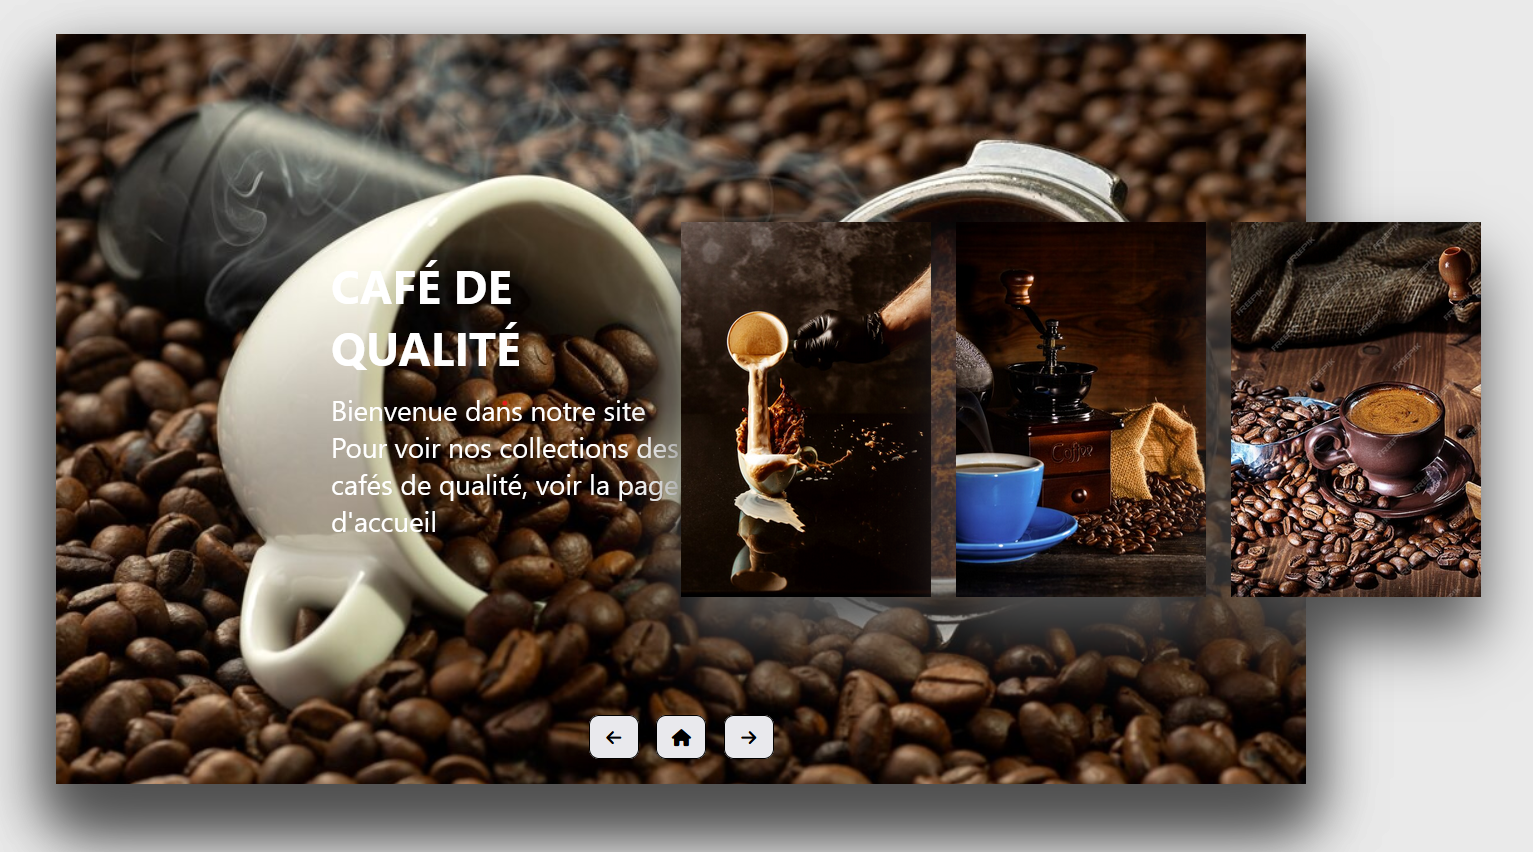 CAFÉ DE
QUALITÉ
Bienvenue dans notre site
Pour voir nos collections des
cafés de qualité, voir la page
d'accueil
Coffee
FREEPIK